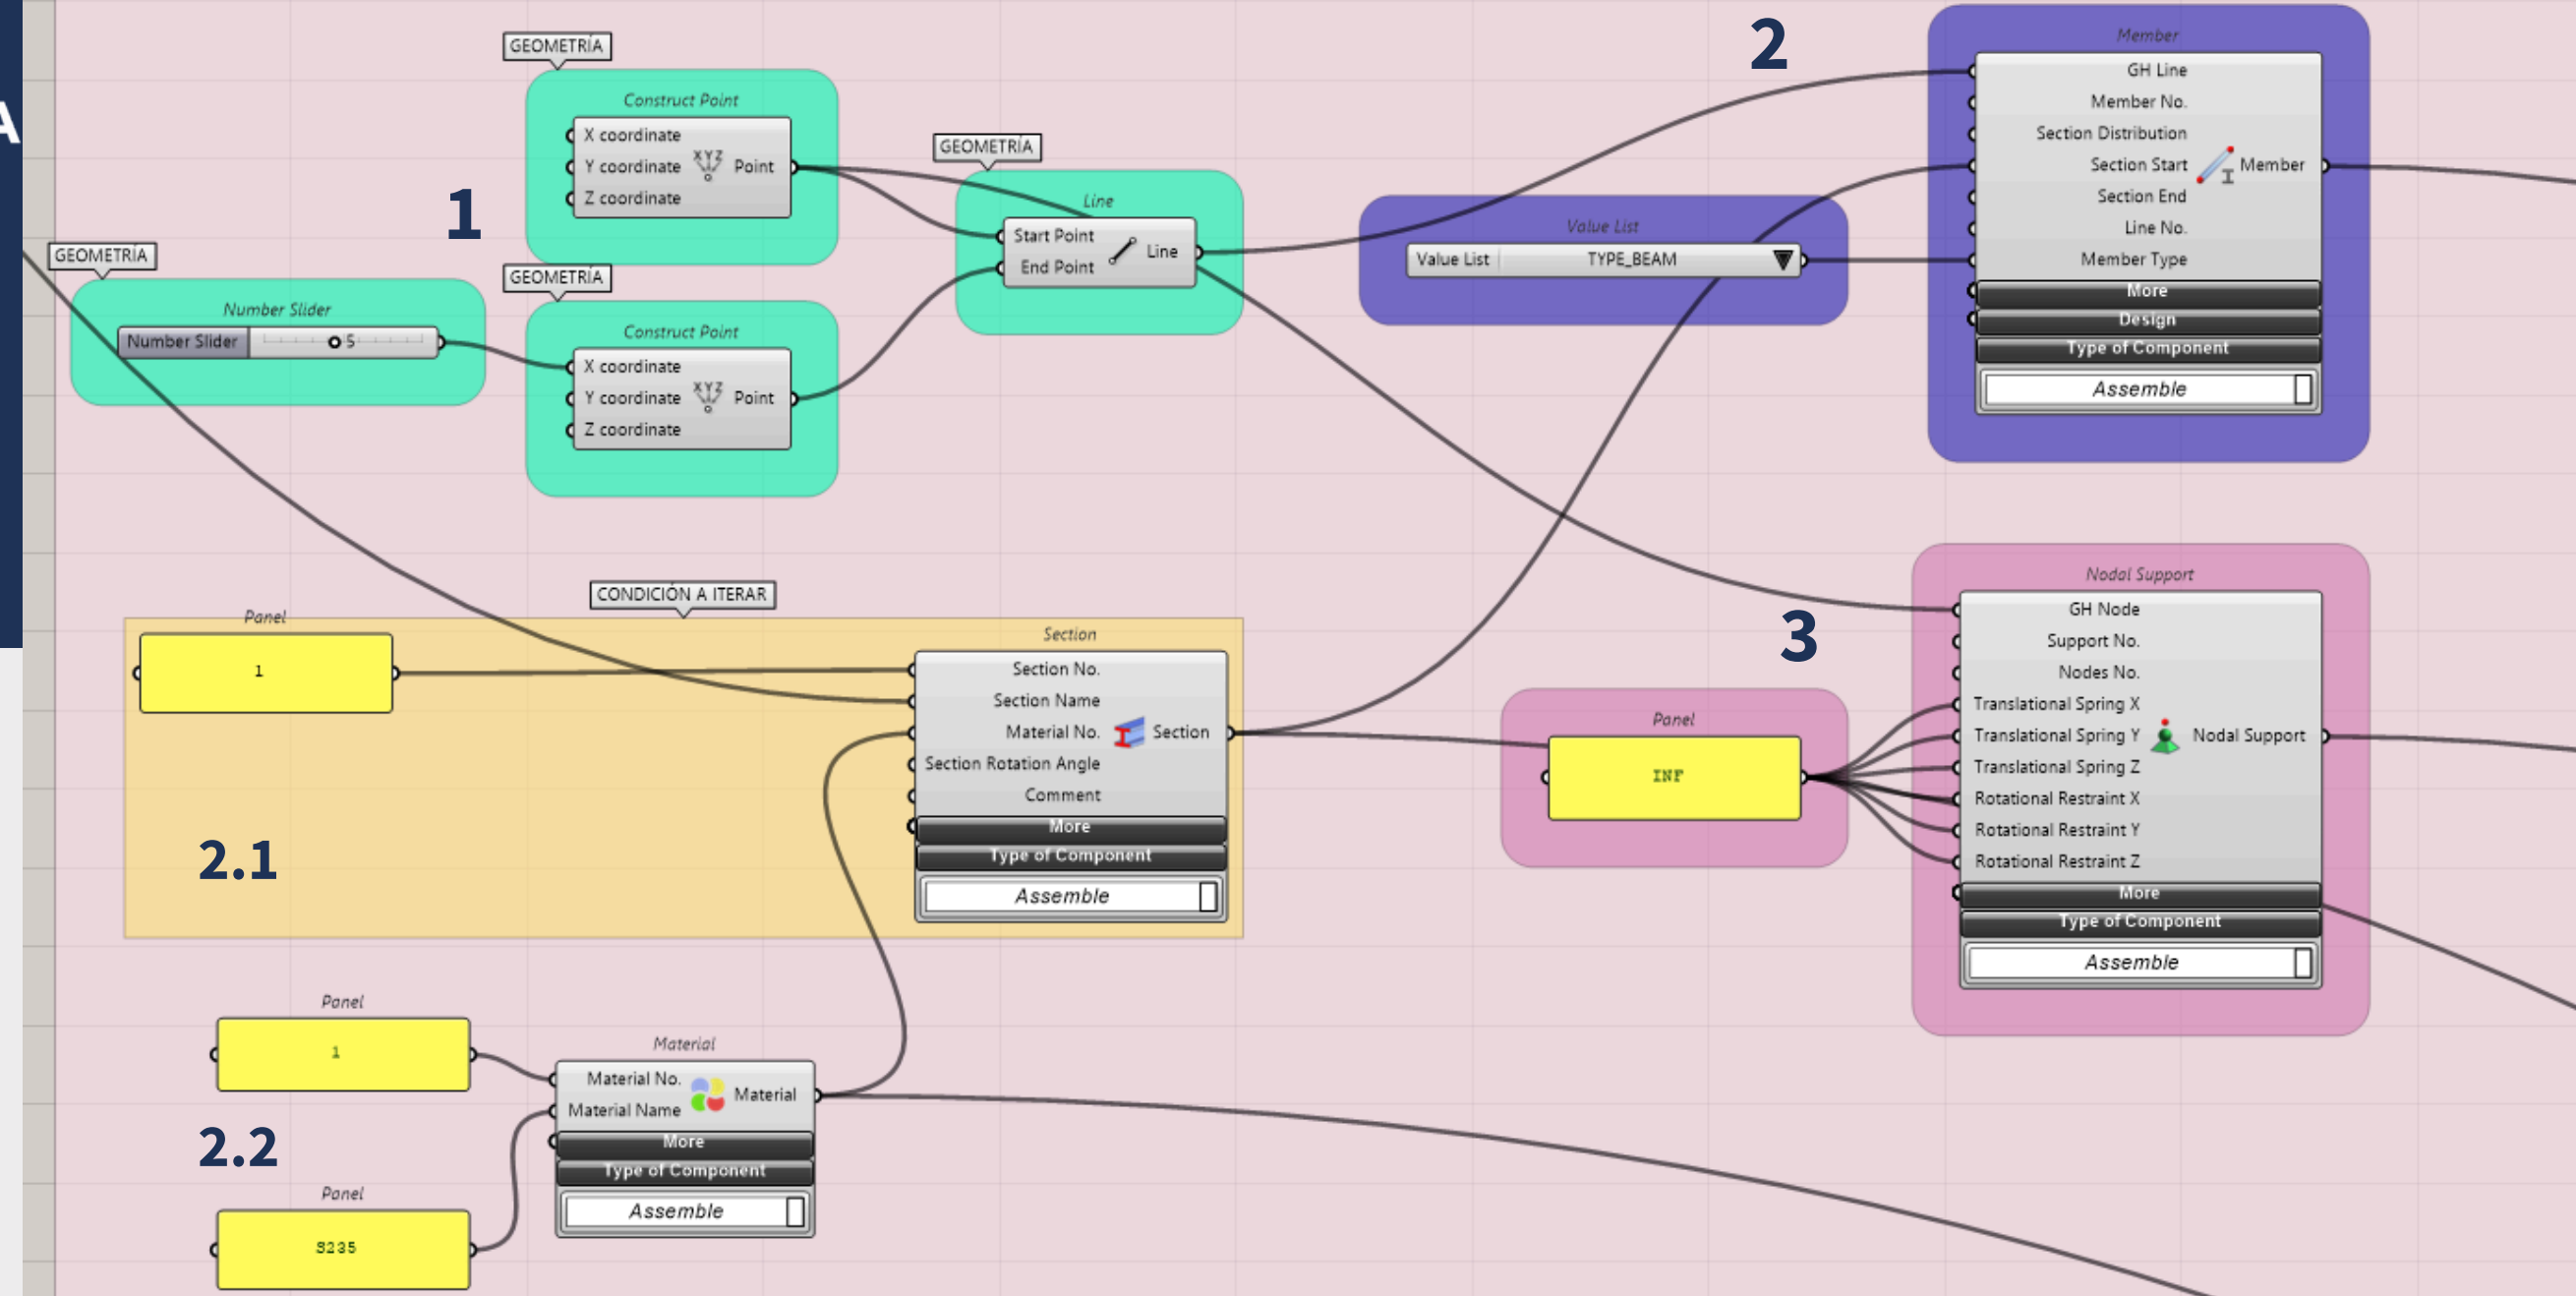 A
1
GEOMETRÍA
Construct Point
X coordinate
Y coordinate
Z coordinate
XYZ
Point
GEOMETRÍA
Number Slider
Number Slider
5
GEOMETRÍA
Construct Point
X coordinate
Y coordinate
Z coordinate
XYZ
Point
GEOMETRÍA
Line
Start Point
End Point
Line
2
Value List
Value List
TYPE_BEAM
Member
GH Line
Member No.
Section Distribution
Section Start
Section End
Line No.
Member Type
Member
More
Design
Type of Component
Assemble
CONDICIÓN A ITERAR
Panel
1
2.1
Section
Section No.
Section Name
Material No.
Section Rotation Angle
Comment
Section
More
Type of Component
Assemble
3
Panel
INF
Nodal Support
GH Node
Support No.
Nodes No.
Translational Spring X
Translational Spring Y
Translational Spring Z
Rotational Restraint X
Rotational Restraint Y
Rotational Restraint Z
Nodal Support
More
Type of Component
Assemble
2.2
Panel
1
Panel
S235
Material
Material No.
Material Name
Material
More
Type of Component
Assemble